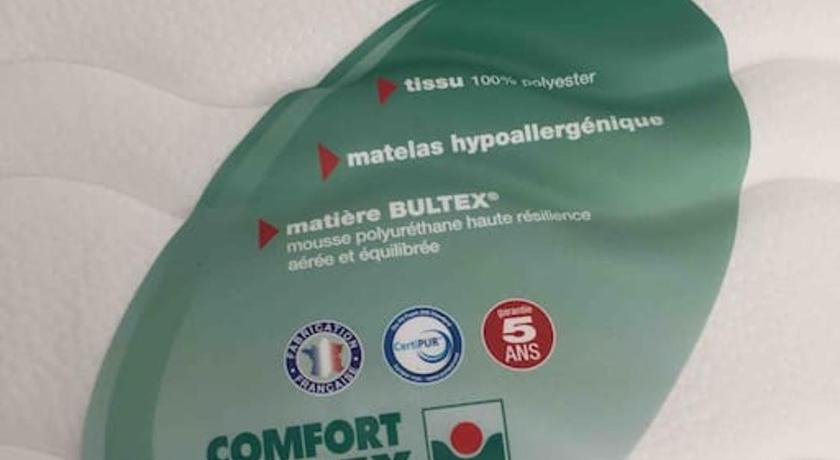 tissu 100% polyester
matelas hypoallergénique
matière BULTEX®
mousse polyuréthane haute résilience
aérée et équilibrée
FABRICATION
FRANÇAISE
CertiPUR
garantie
5
ANS
COMFORT